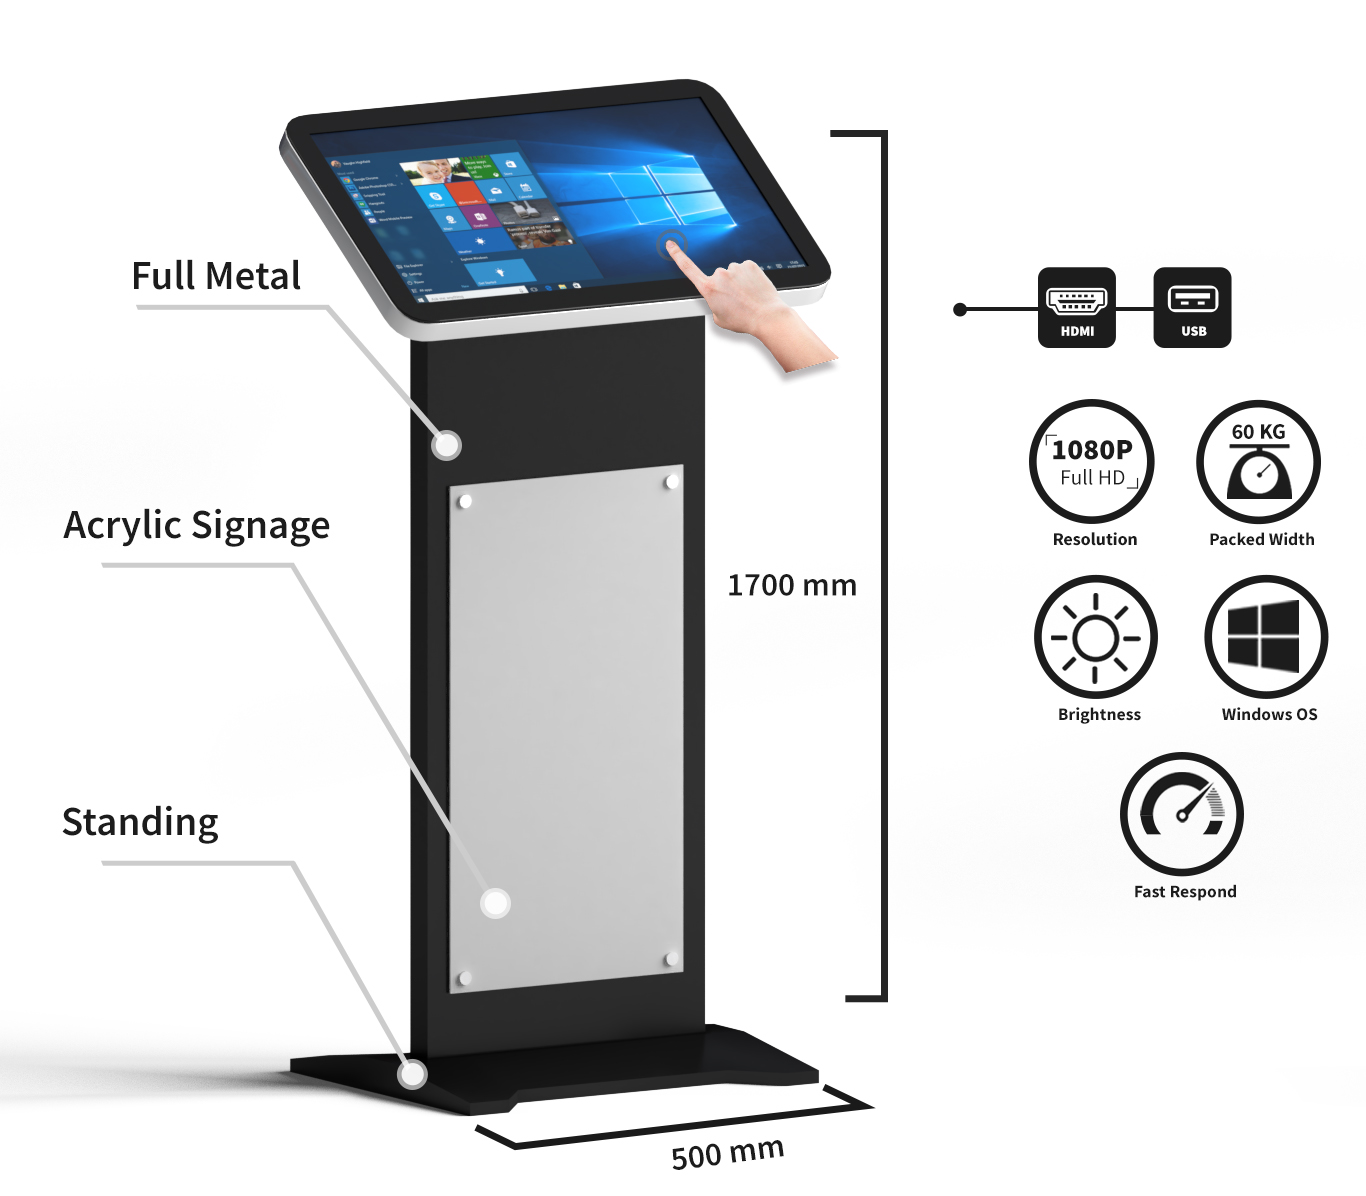 Full Metal
Acrylic Signage
Standing
1700 mm
500 mm
HDMI
USB
1080P
Full HD
Resolution
60 KG
Packed Width
Brightness
Windows OS
Fast Respond